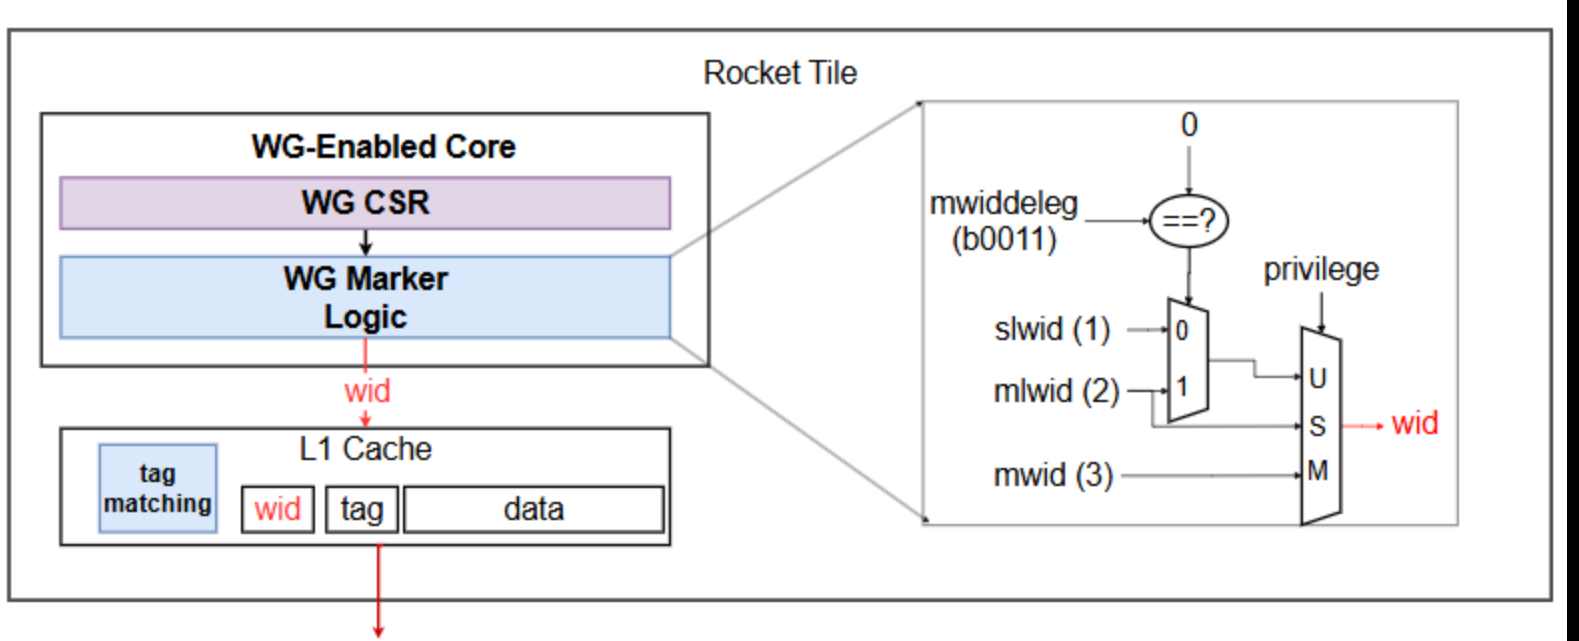 Rocket Tile
WG-Enabled Core
WG CSR
WG Marker
Logic
wid
L1 Cache
tag
matching
wid
tag
data
0
mwiddeleg
(b0011)
==?
privilege
slwid (1)
0
mlwid (2)
1
U
S
wid
mwid (3)
M